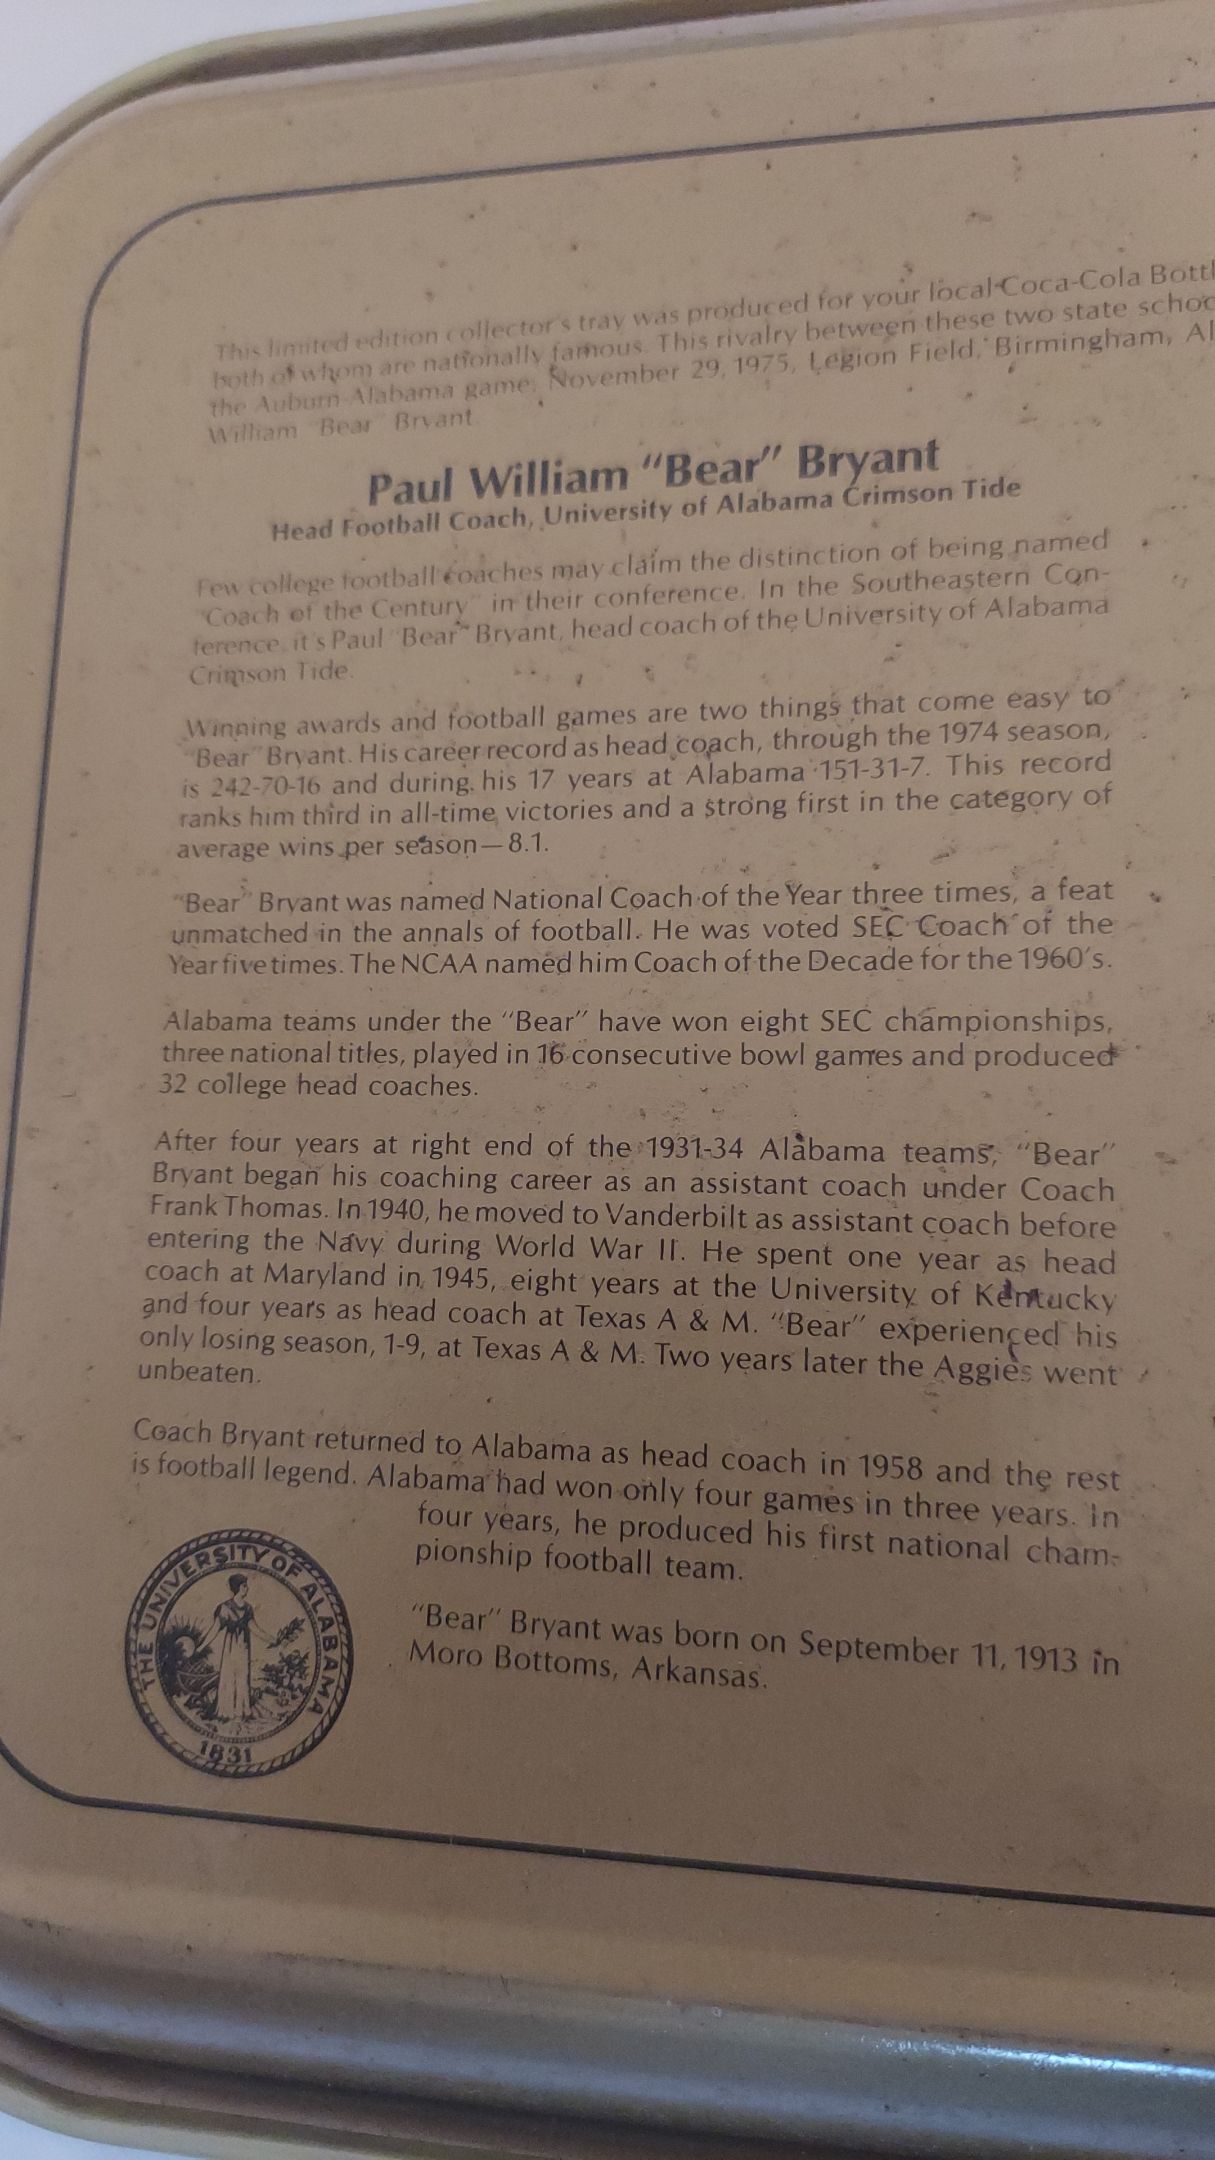 This limited edition collector's tray was produced for your local Coca-Cola Bottl
both of whom are nationally famous. This rivalry between these two state schoo
the Auburn-Alabama game, November 29, 1975, Legion Field, Birmingham, Al
William "Bear" Bryant.
Paul William "Bear" Bryant
Head Football Coach, University of Alabama Crimson Tide
Few college football coaches may claim the distinction of being named
"Coach of the Century" in their conference. In the Southeastern Con-
ference, it's Paul "Bear" Bryant, head coach of the University of Alabama
Crimson Tide.
Winning awards and football games are two things that come easy to
"Bear" Bryant. His career record as head coach, through the 1974 season,
is 242-70-16 and during his 17 years at Alabama 151-31-7. This record
ranks him third in all-time victories and a strong first in the category of
average wins per season—8.1.
"Bear" Bryant was named National Coach of the Year three times, a feat
unmatched in the annals of football. He was voted SEC Coach of the
Year five times. The NCAA named him Coach of the Decade for the 1960's.
Alabama teams under the "Bear" have won eight SEC championships,
three national titles, played in 16 consecutive bowl games and produced
32 college head coaches.
After four years at right end of the 1931-34 Alabama teams, "Bear"
Bryant began his coaching career as an assistant coach under Coach
Frank Thomas. In 1940, he moved to Vanderbilt as assistant coach before
entering the Navy during World War II. He spent one year as head
coach at Maryland in 1945, eight years at the University of Kentucky
and four years as head coach at Texas A & M. "Bear" experienced his
only losing season, 1-9, at Texas A & M. Two years later the Aggies went
unbeaten.
Coach Bryant returned to Alabama as head coach in 1958 and the rest
is football legend. Alabama had won only four games in three years. In
four years, he produced his first national cham-
pionship football team.
"Bear" Bryant was born on September 11, 1913 in
Moro Bottoms, Arkansas.
THE UNIVERSITY OF ALABAMA
1831